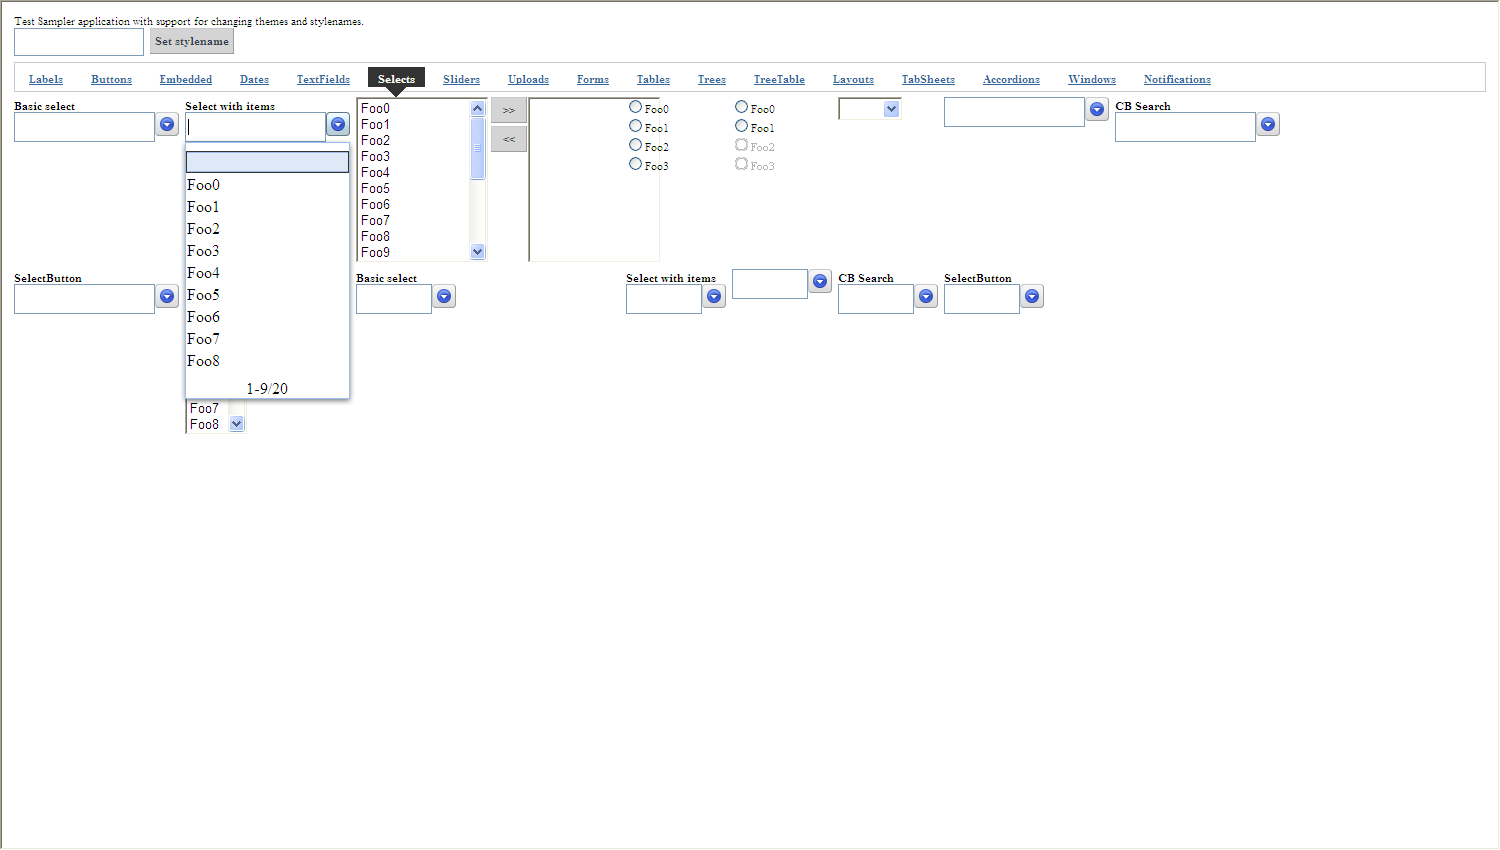 Test Sampler application with support for changing themes and stylenames.
Set stylename
Labels Buttons Embedded Dates TextFields Selects Sliders Uploads Forms Tables Trees TreeTable Layouts TabSheets Accordions Windows Notifications
Basic select
Select with items
Foo0
Foo1
Foo2
Foo3
Foo4
Foo5
Foo6
Foo7
Foo8
1-9/20
Foo7
Foo8
Foo0
Foo1
Foo2
Foo3
Foo4
Foo5
Foo6
Foo7
Foo8
Foo9
>>
<<
Foo0
Foo1
Foo2
Foo3
Foo0
Foo1
Foo2
Foo3
CB Search
SelectButton
Basic select
Select with items
CB Search
SelectButton